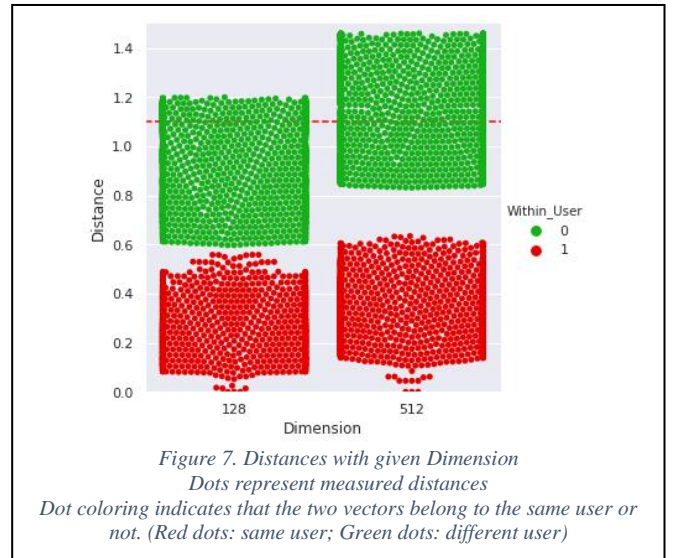 1.4
1.2
1.0
0.8
0.6
0.4
0.2
0.0
Distance
128
512
Dimension
Within_User
0
1
Figure 7. Distances with given Dimension
Dots represent measured distances
Dot coloring indicates that the two vectors belong to the same user or
not. (Red dots: same user; Green dots: different user)